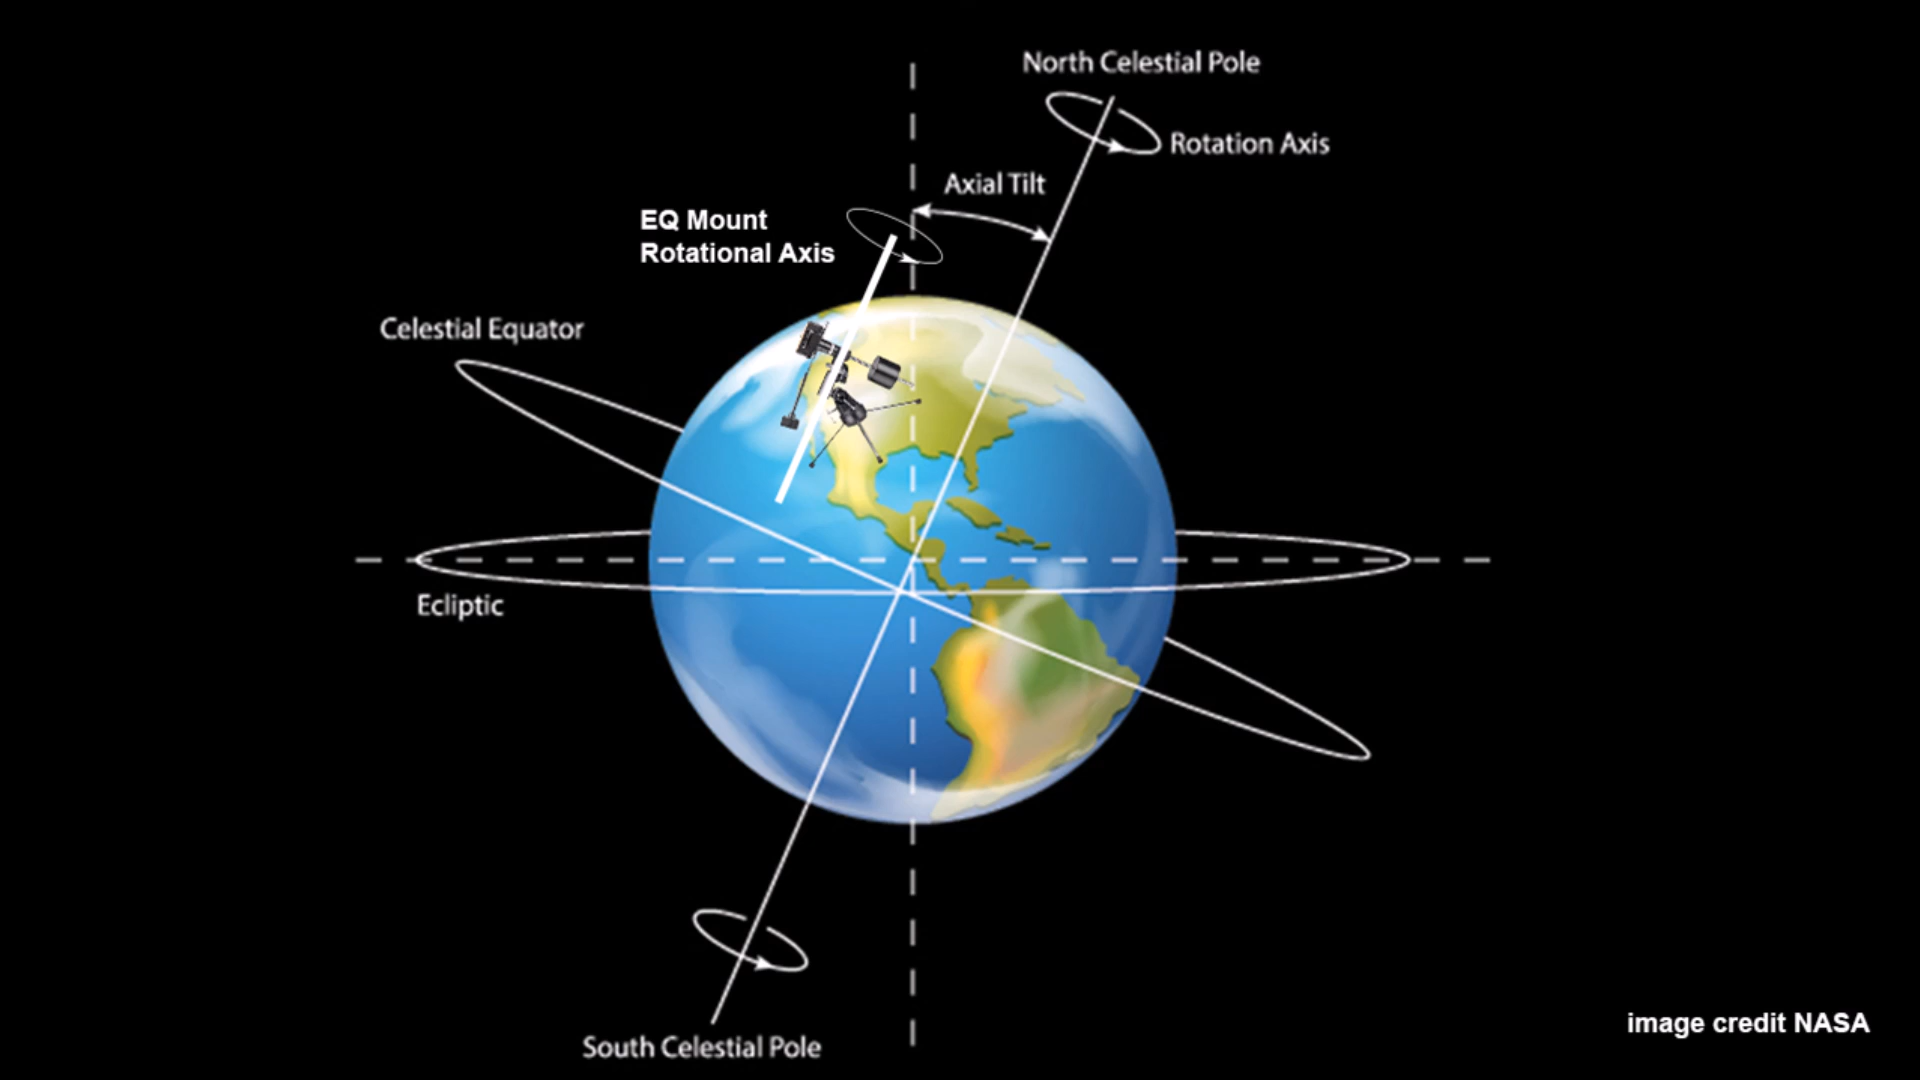 North Celestial Pole
Rotation Axis
Axial Tilt
EQ Mount
Rotational Axis
Celestial Equator
Ecliptic
South Celestial Pole
image credit NASA